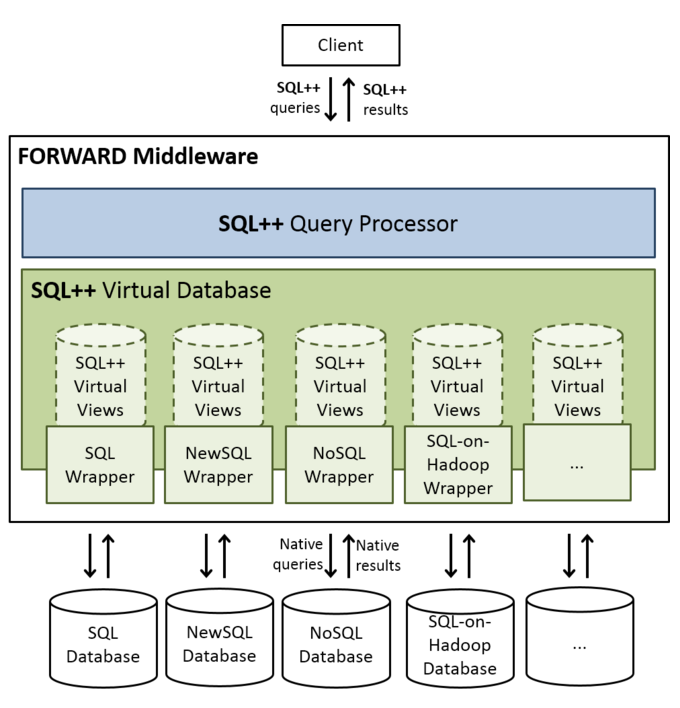 Client
SQL++
queries
SQL++
results
FORWARD Middleware
SQL++ Query Processor
SQL++ Virtual Database
SQL++
Virtual
Views
SQL++
Virtual
Views
SQL++
Virtual
Views
SQL++
Virtual
Views
SQL++
Virtual
Views
SQL
Wrapper
NewSQL
Wrapper
NoSQL
Wrapper
SQL-on-
Hadoop
Wrapper
...
Native
queries
Native
results
SQL
Database
NewSQL
Database
NoSQL
Database
SQL-on-
Hadoop
Database
...